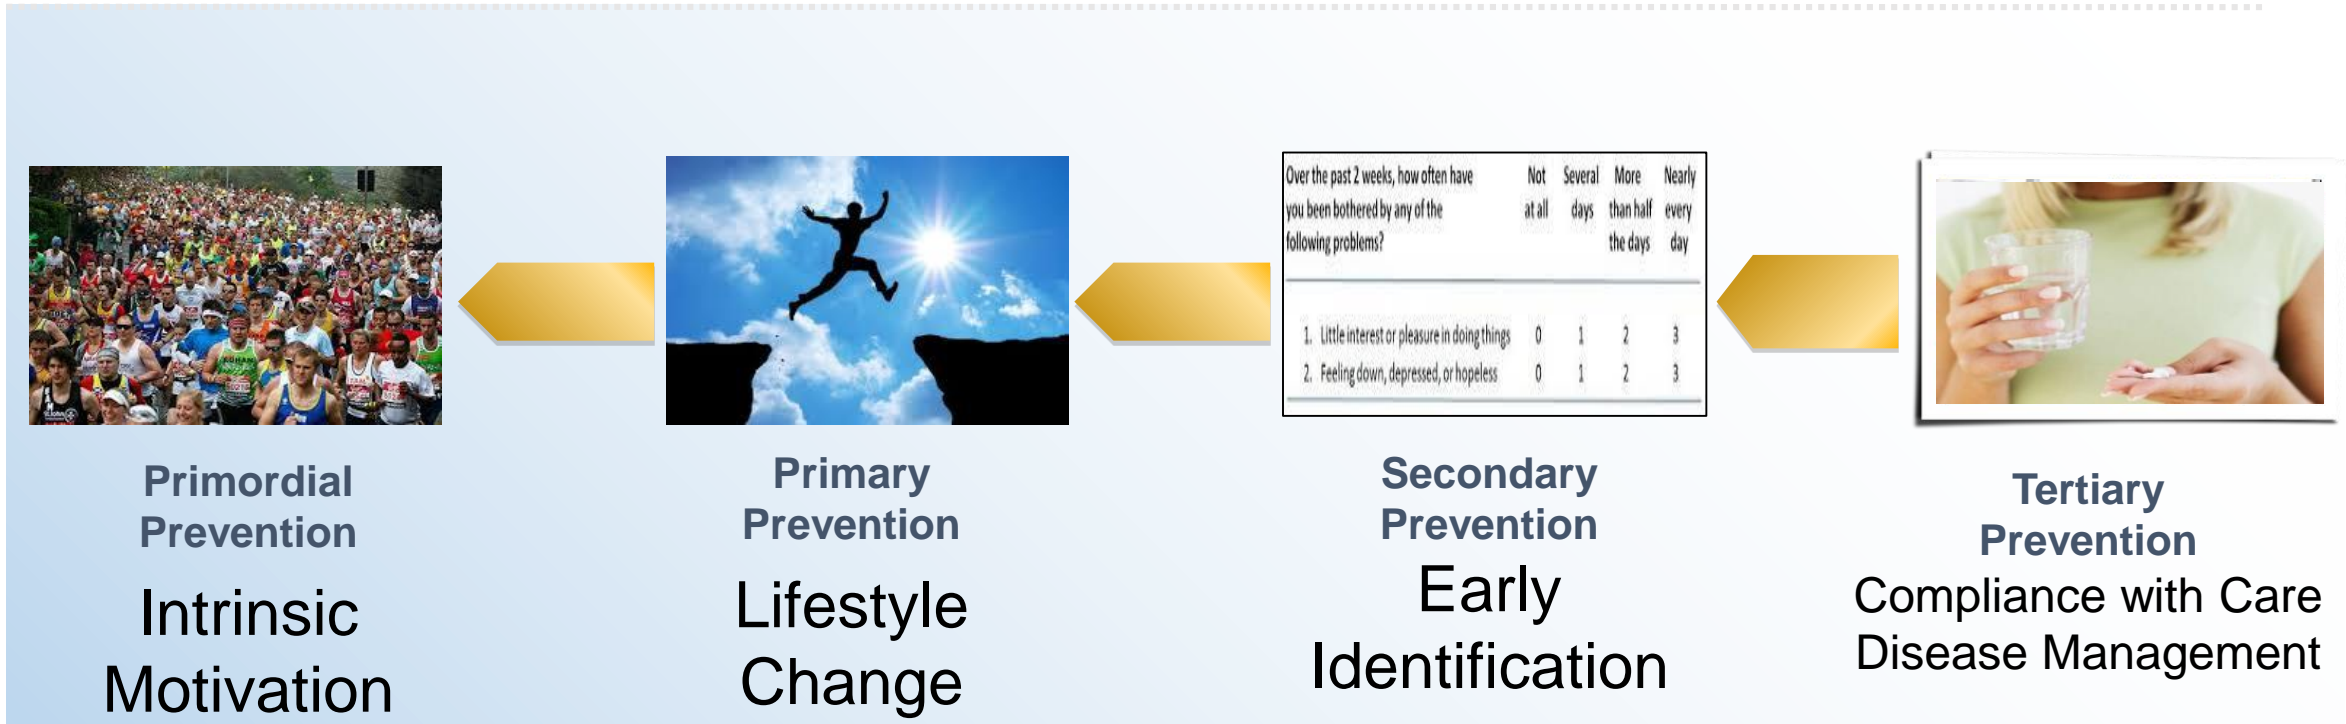 Over the past 2 weeks, how often have Not Several More Nearly
you been bothered by any of the at all days than half every
following problems? the days day
1. Little interest or pleasure in doing things 0 1 2 3
2. Feeling down, depressed, or hopeless 0 1 2 3
Primordial
Prevention
Intrinsic
Motivation
Primary
Prevention
Lifestyle
Change
Secondary
Prevention
Early
Identification
Tertiary
Prevention
Compliance with Care
Disease Management